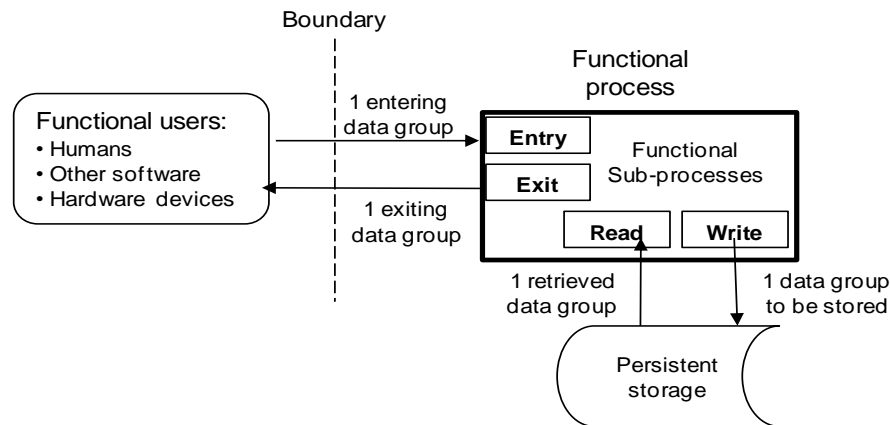 Boundary
Functional
process
1 entering
data group
Functional users:
• Humans
• Other software
• Hardware devices
Entry
Exit
Functional
Sub-processes
1 exiting
data group
Read
Write
1 retrieved
data group
1 data group
to be stored
Persistent
storage